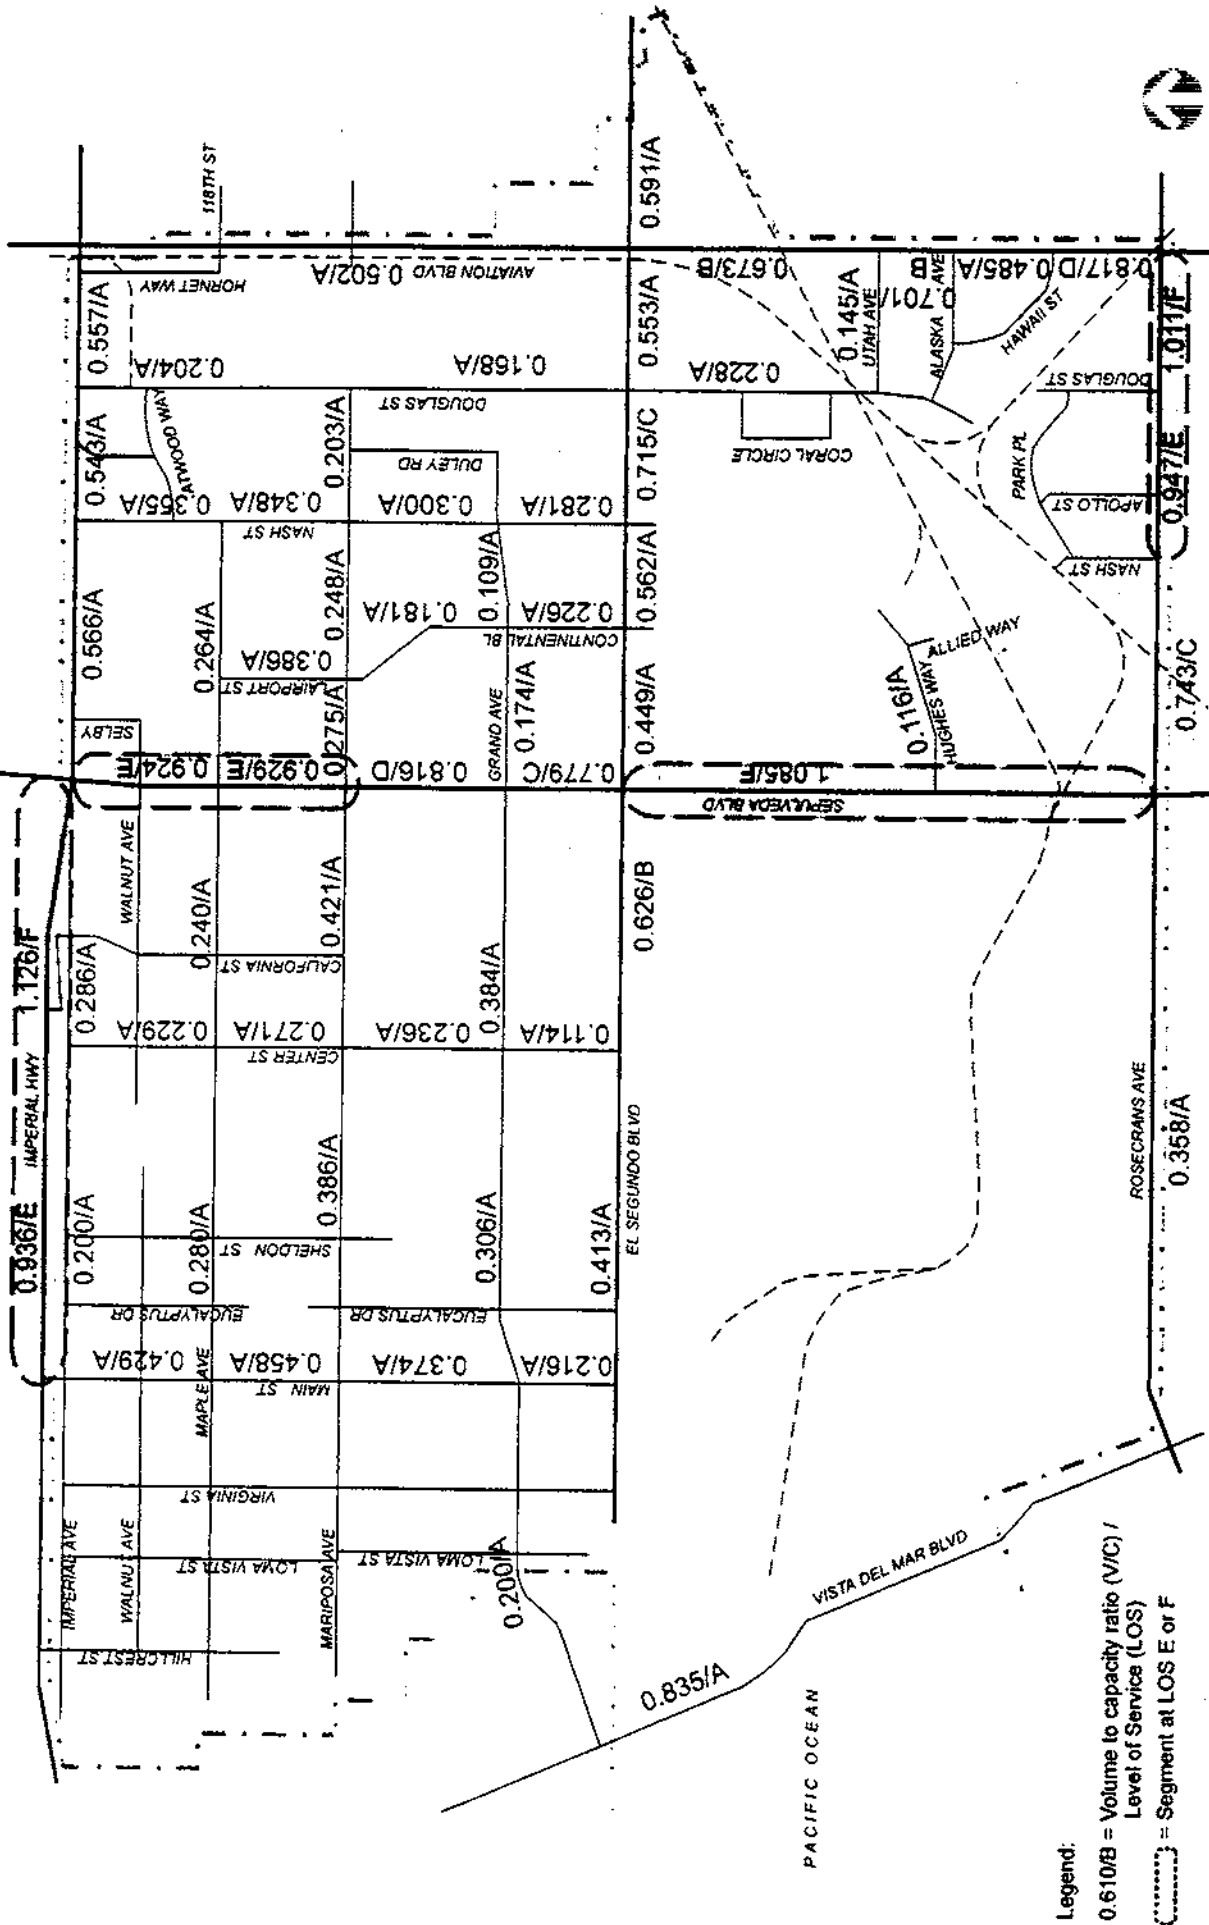 0.936/E
IMPERIAL HWY
1.126/F
IMPERIAL AVE
0.200/A
0.286/A
0.566/A
0.543/A
0.557/A
WALNUT AVE
WALNUT AVE
SELBY
ATWOOD WAY
HORNET WAY
118TH ST
HILLCREST ST
LOMA VISTA ST
VIRGINIA ST
0.429/A
EUCALYPTUS DR
0.229/A
0.924/E
0.355/A
0.204/A
MAPLE AVE
0.280/A
0.240/A
0.264/A
MAIN ST
0.458/A
SHELDON ST
CENTER ST
0.271/A
CALIFORNIA ST
0.929/E
AIRPORT ST
0.386/A
NASH ST
0.348/A
MARIPOSA AVE
0.386/A
0.421/A
0.275/A
0.248/A
0.203/A
LOMA VISTA ST
0.374/A
EUCALYPTUS DR
0.236/A
0.816/D
0.181/A
0.300/A
DULEY RD
DOUGLAS ST
0.168/A
AVIATION BLVD
0.502/A
0.200/A
0.306/A
0.384/A
GRAND AVE
0.174/A
0.109/A
0.216/A
0.114/A
0.779/C
CONTINENTAL BL
0.226/A
0.281/A
0.413/A
EL SEGUNDO BLVD
0.626/B
0.449/A
0.562/A
0.715/C
0.553/A
0.591/A
SEPULVEDA BLVD
1.085/F
CORAL CIRCLE
0.228/A
0.673/B
0.145/A
UTAH AVE
0.701/B
ALASKA AVE
0.485/A
HAWAII ST
0.817/D
0.116/A
HUGHES WAY
ALLIED WAY
PARK PL
NASH ST
APOLLO ST
DOUGLAS ST
0.835/A
VISTA DEL MAR BLVD
ROSECRANS AVE
0.358/A
0.743/C
0.947/E
1.011/F
PACIFIC OCEAN
Legend:
0.610/B = Volume to capacity ratio (V/C) /
Level of Service (LOS)
= Segment at LOS E or F